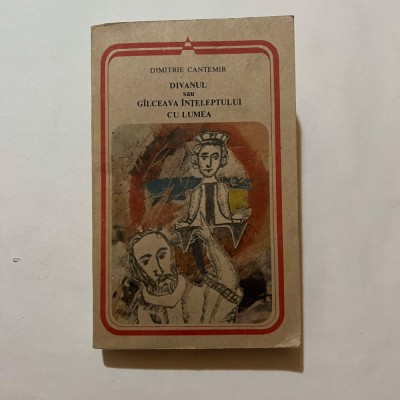 DIMITRIE CANTEMIR
DIVANUL
sau
GÎLCEAVA ÎNȚELEPTULUI
CU LUMEA